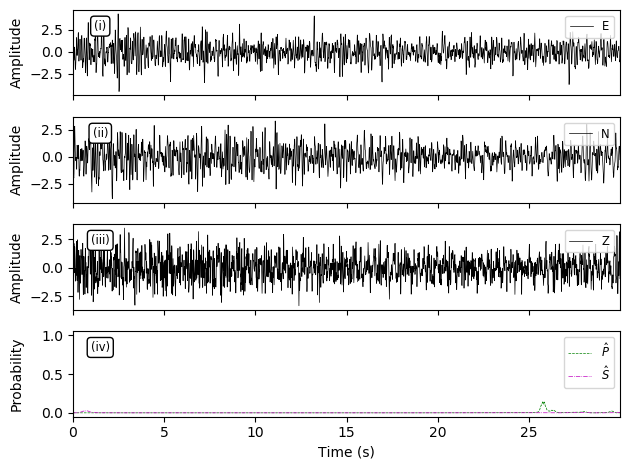 Amplitude
2.5
0.0
−2.5
(i)
E
Amplitude
2.5
0.0
−2.5
(ii)
N
Amplitude
2.5
0.0
−2.5
(iii)
Z
Probability
1.0
0.5
0.0
(iv)
P̂
Ŝ
0 5 10 15 20 25
Time (s)